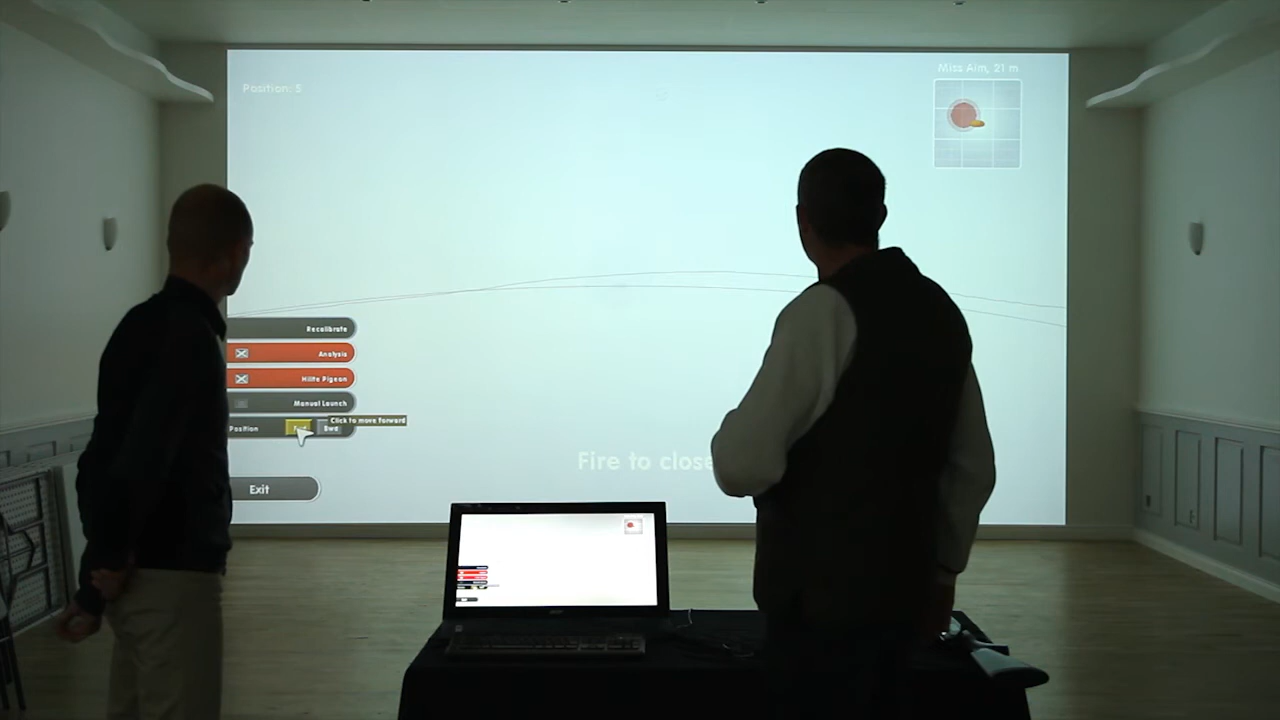 Miss Aim, 21 m
Position: 5
Recalibrate
Analysis
Hilite Pigeon
Manual Launch
Click to move forward
Position
Bwd
Exit
Fire to close